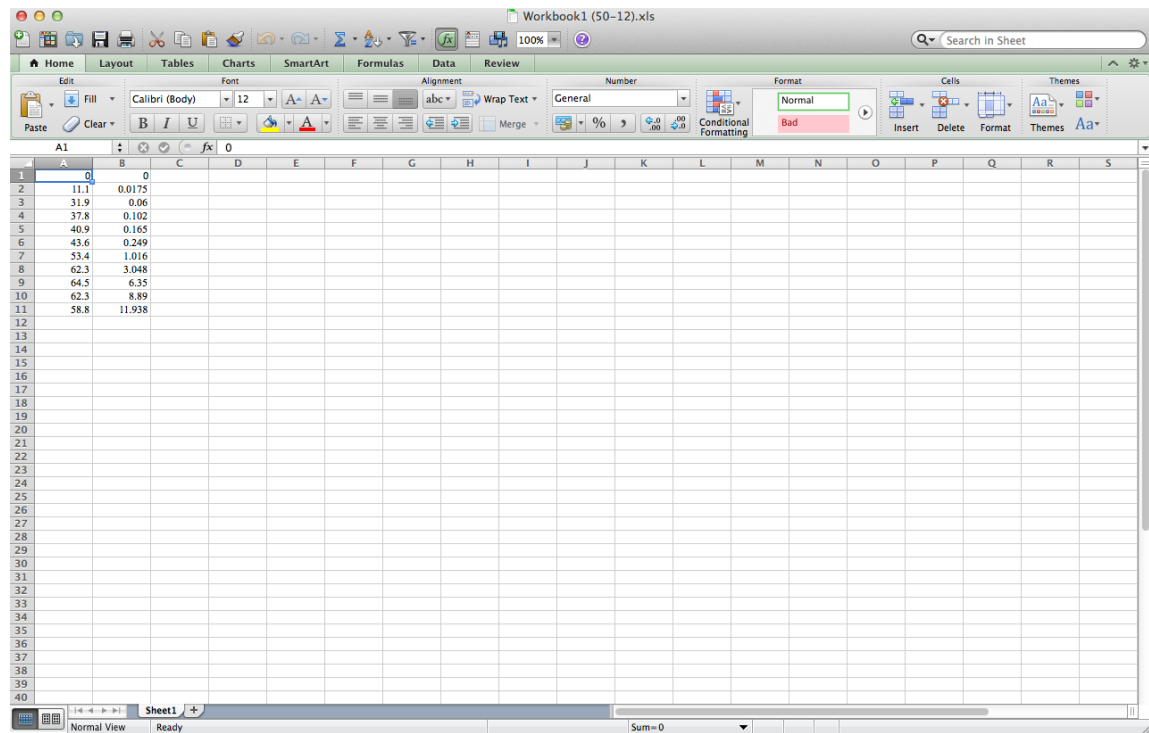 Workbook1 (50-12).xls
100%
Search in Sheet
Home Layout Tables Charts SmartArt Formulas Data Review
Edit Font Alignment Number Format Cells Themes
Fill Calibri (Body) 12 A A abc Wrap Text General Normal
Paste Clear B I U A Merge % , .0 .00 .00 .0 Conditional Formatting Bad Insert Delete Format Themes Aa
A1 fx 0
A B C D E F G H I J K L M N O P Q R S
1 0 0
2 11.1 0.0175
3 31.9 0.06
4 37.8 0.102
5 40.9 0.165
6 43.6 0.249
7 53.4 1.016
8 62.3 3.048
9 64.5 6.35
10 62.3 8.89
11 58.8 11.938
12
13
14
15
16
17
18
19
20
21
22
23
24
25
26
27
28
29
30
31
32
33
34
35
36
37
38
39
40
Sheet1 +
Normal View Ready Sum=0